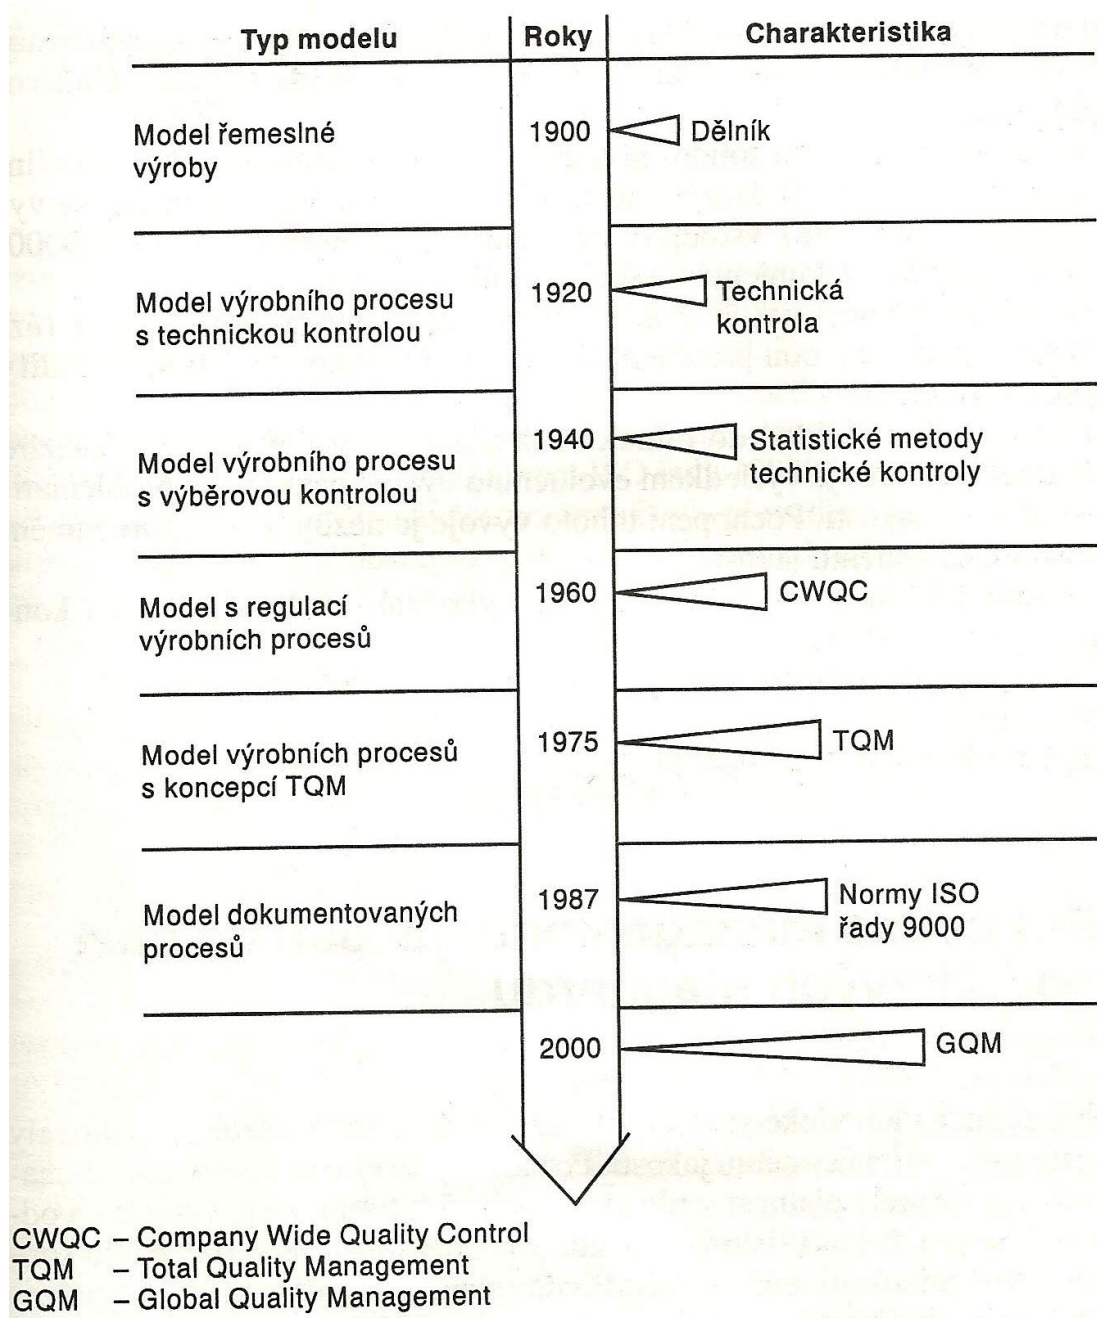 Typ modelu Roky Charakteristika
Model řemeslné
výroby
1900
Dělník
Model výrobního procesu
s technickou kontrolou
1920
Technická
kontrola
Model výrobního procesu
s výběrovou kontrolou
1940
Statistické metody
technické kontroly
Model s regulací
výrobních procesů
1960
CWQC
Model výrobních procesů
s koncepcí TQM
1975
TQM
Model dokumentovaných
procesů
1987
Normy ISO
řády 9000
2000
GQM
CWQC – Company Wide Quality Control
TQM – Total Quality Management
GQM – Global Quality Management